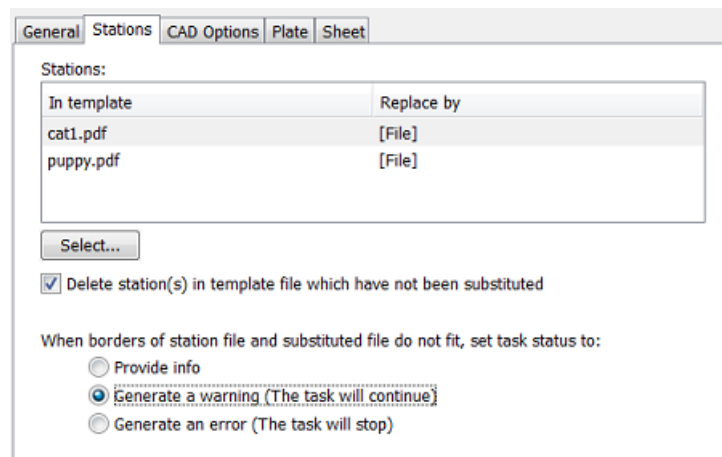 General Stations CAD Options Plate Sheet
Stations:
In template Replace by
cat1.pdf [File]
puppy.pdf [File]
Select...
Delete station(s) in template file which have not been substituted
When borders of station file and substituted file do not fit, set task status to:
Provide info
Generate a warning (The task will continue)
Generate an error (The task will stop)